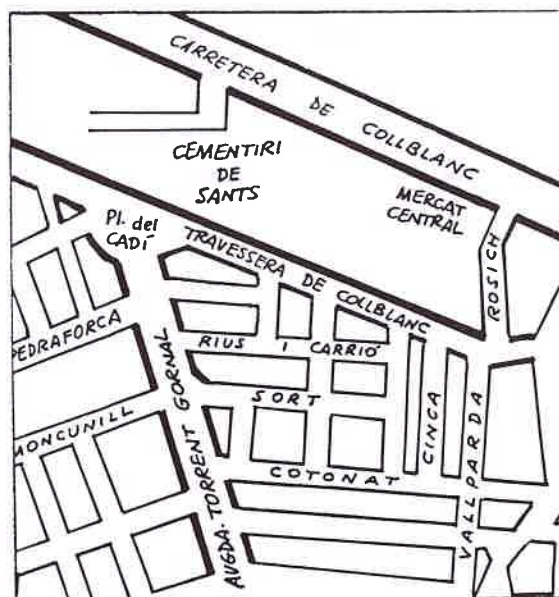 CARRETERA DE COLLBLANC
CEMENTIRI
DE
SANTS
MERCAT
CENTRAL
ROSICH
Pl. del
CADÍ
TRAVESSERA DE COLLBLANC
PEDRAFORCA
RIUS I CARRIÓ
SORT
MONCUNILL
AVGDA. TORRENT GORNAL
CINCA
VALLPARDA
COTONAT